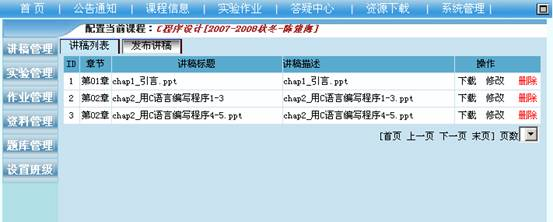 首 页 | 公告通知 | 课程信息 | 实验作业 | 答疑中心 | 资源下载 | 系统管理 |
配置当前课程：C程序设计[2007-2008秋冬-陈建海]
讲稿管理
实验管理
作业管理
资料管理
题库管理
设置班级
讲稿列表 发布讲稿
ID 章节 讲稿标题 讲稿描述 操作
1 第01章 chap1_引言.ppt chap1_引言.ppt 下载 修改 删除
2 第02章 chap2_用C语言编写程序1-3 chap2_用C语言编写程序1-3.ppt 下载 修改 删除
3 第02章 chap2_用C语言编写程序4-5.ppt chap2_用C语言编写程序4-5.ppt 下载 修改 删除
[首页 上一页 下一页 末页] 页数